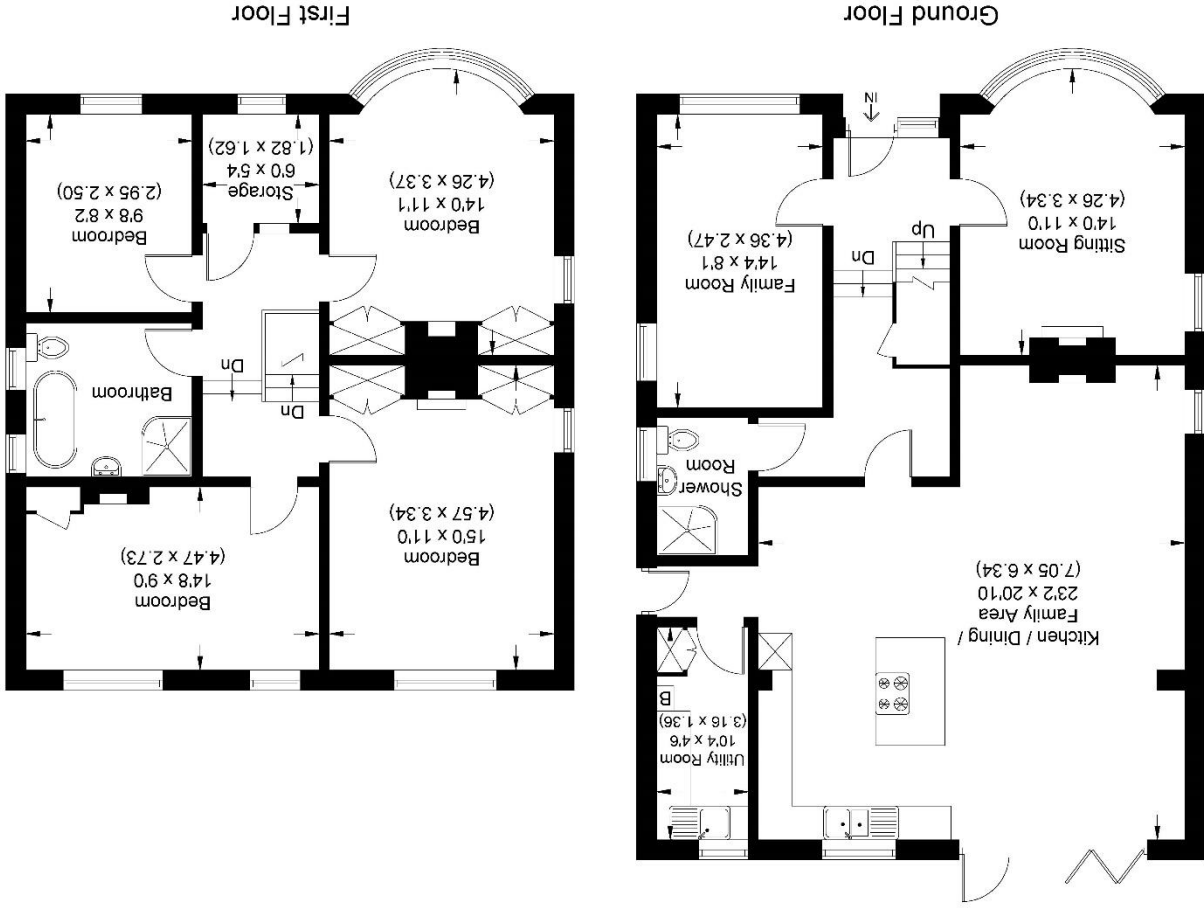 Ground Floor
Kitchen / Dining /
Family Area
23'2 x 20'10
(7.05 x 6.34)
Utility Room
10'4 x 4'6
(3.16 x 1.36)
B
Shower
Room
Sitting Room
14'0 x 11'0
(4.26 x 3.34)
Up
Dn
Family Room
14'4 x 8'1
(4.36 x 2.47)
IN
First Floor
Bedroom
15'0 x 11'0
(4.57 x 3.34)
Bedroom
14'8 x 9'0
(4.47 x 2.73)
Bathroom
Dn
Dn
Bedroom
14'0 x 11'1
(4.26 x 3.37)
Storage
6'0 x 5'4
(1.82 x 1.62)
Bedroom
9'8 x 8'2
(2.95 x 2.50)